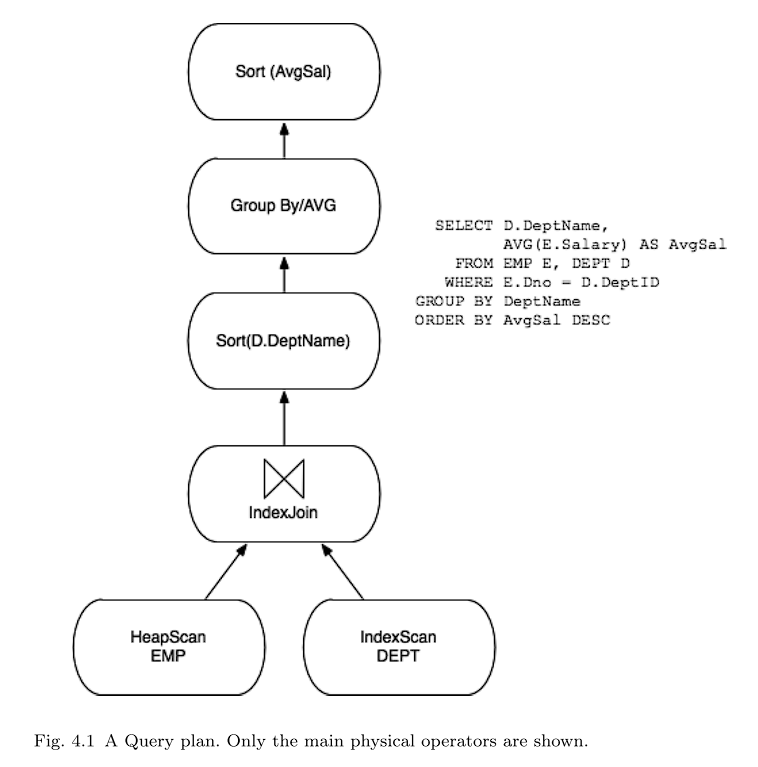 Sort (AvgSal)
Group By/AVG
SELECT D.DeptName,
AVG(E.Salary) AS AvgSal
FROM EMP E, DEPT D
WHERE E.Dno = D.DeptID
GROUP BY DeptName
ORDER BY AvgSal DESC
Sort(D.DeptName)
IndexJoin
HeapScan
EMP
IndexScan
DEPT
Fig. 4.1 A Query plan. Only the main physical operators are shown.